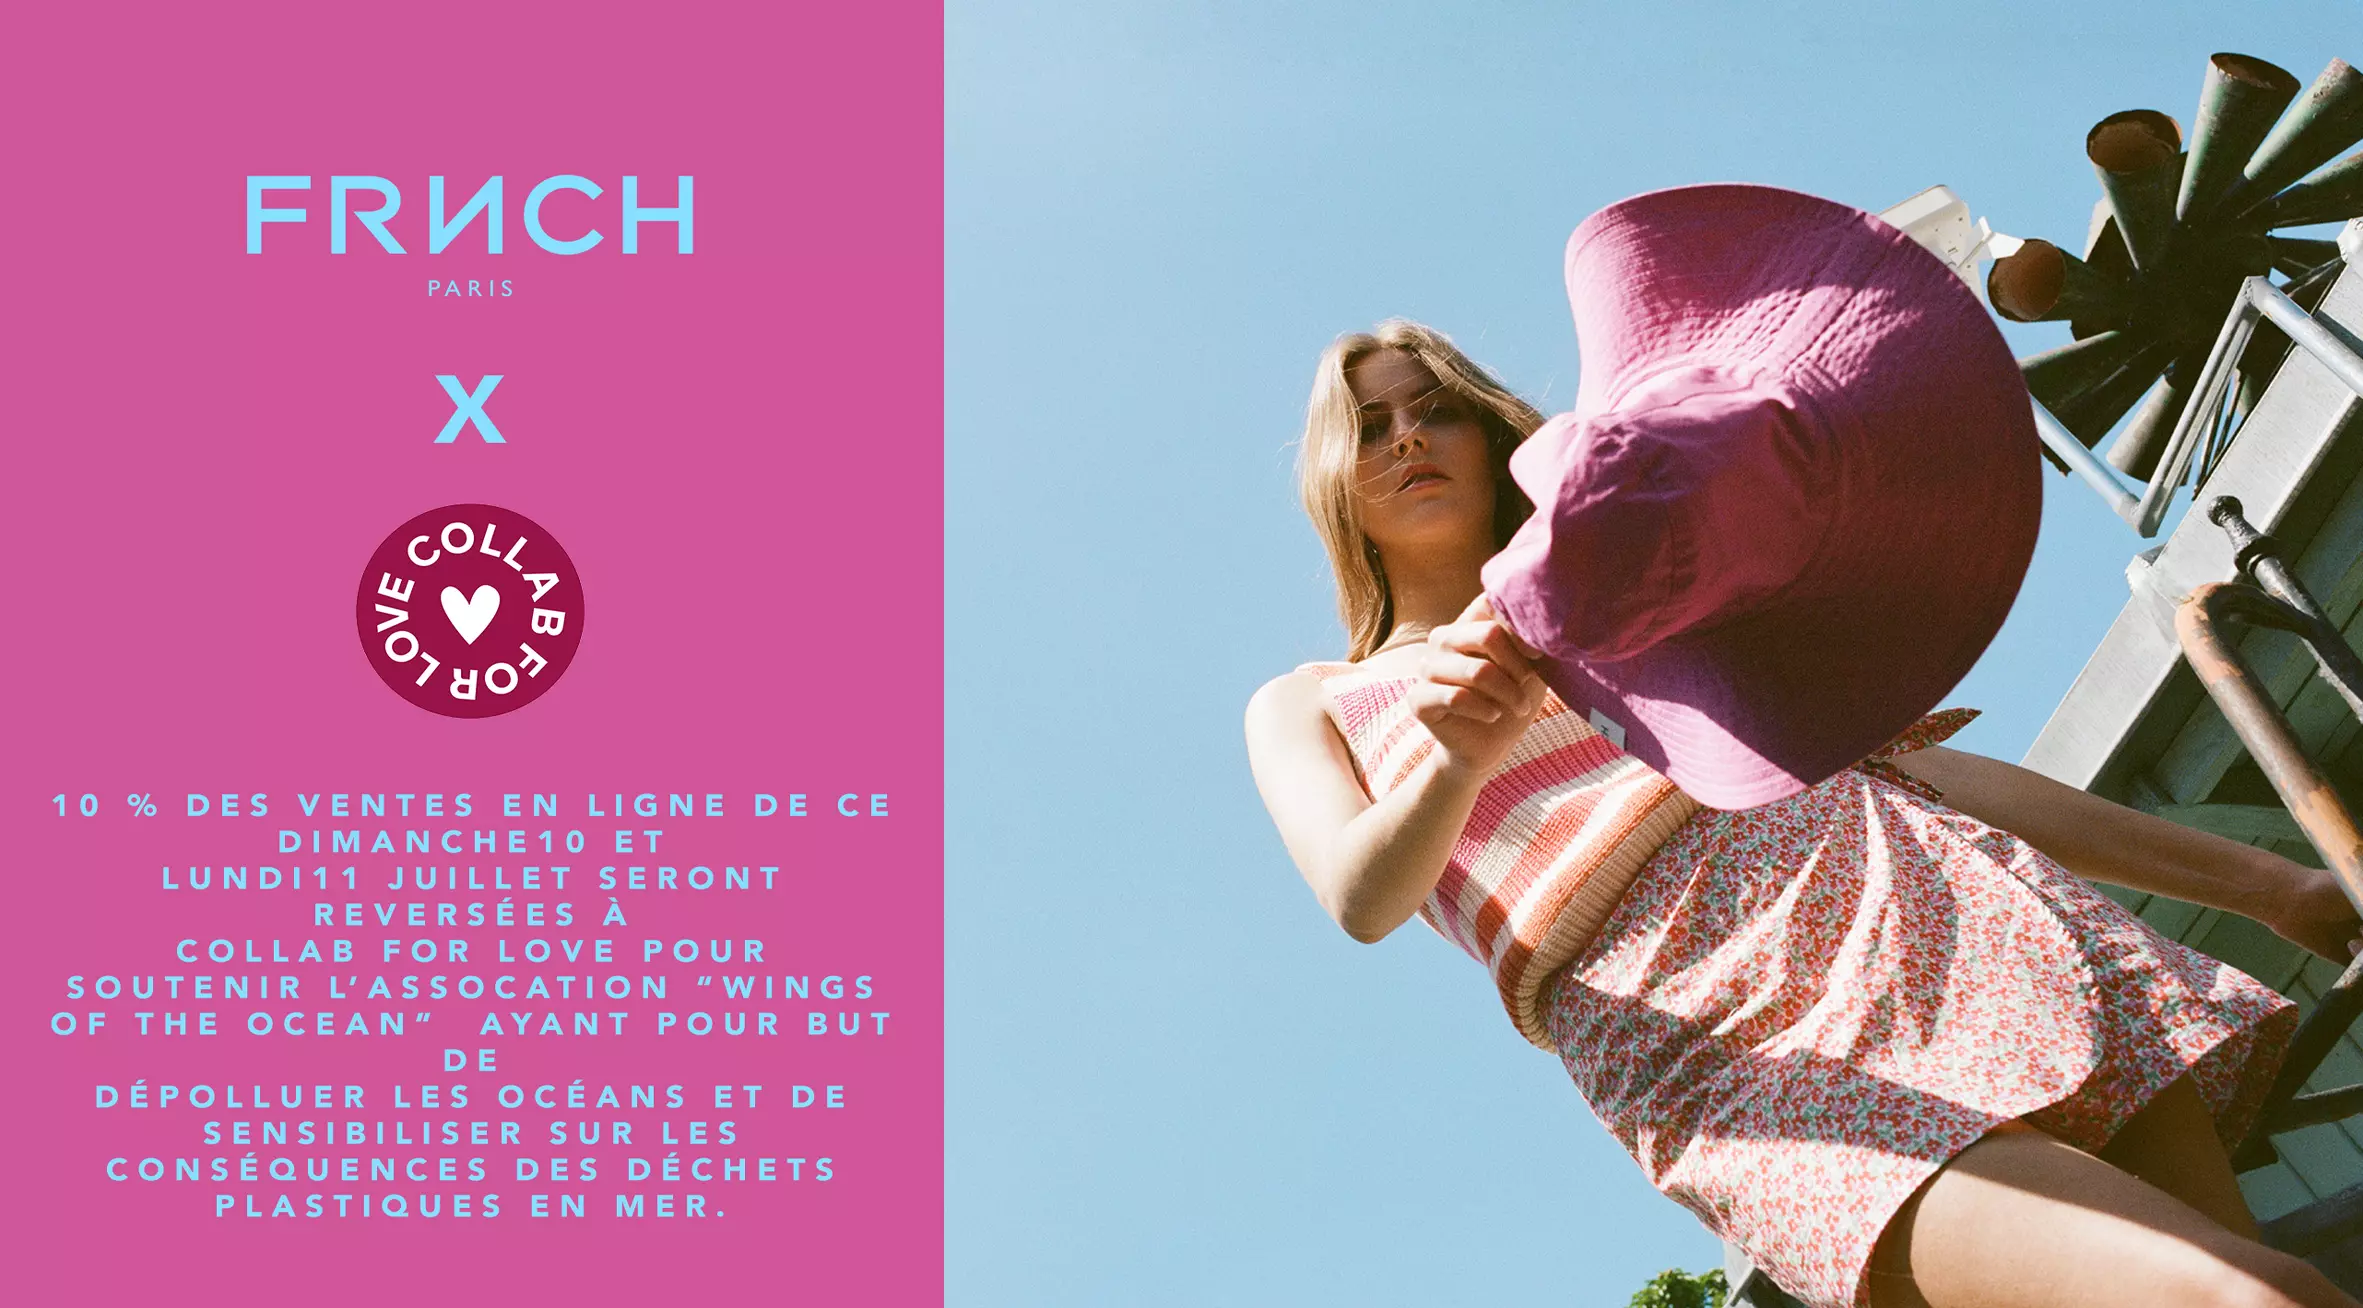 FRNCH
PARIS
X
COLLAB FOR LOVE
10 % DES VENTES EN LIGNE DE CE
DIMANCHE10 ET
LUNDI11 JUILLET SERONT
REVERSÉES À
COLLAB FOR LOVE POUR
SOUTENIR L’ASSOCATION “WINGS
OF THE OCEAN” AYANT POUR BUT
DE
DÉPOLLUER LES OCÉANS ET DE
SENSIBILISER SUR LES
CONSÉQUENCES DES DÉCHETS
PLASTIQUES EN MER.